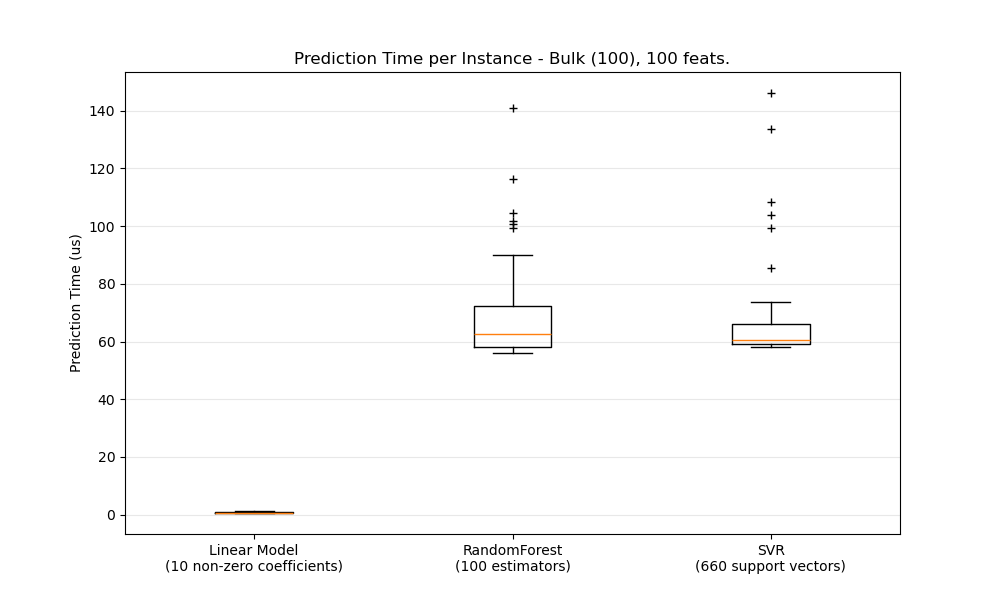 Prediction Time per Instance - Bulk (100), 100 feats.
Prediction Time (us)
140
120
100
80
60
40
20
0
Linear Model
(10 non-zero coefficients)
RandomForest
(100 estimators)
SVR
(660 support vectors)